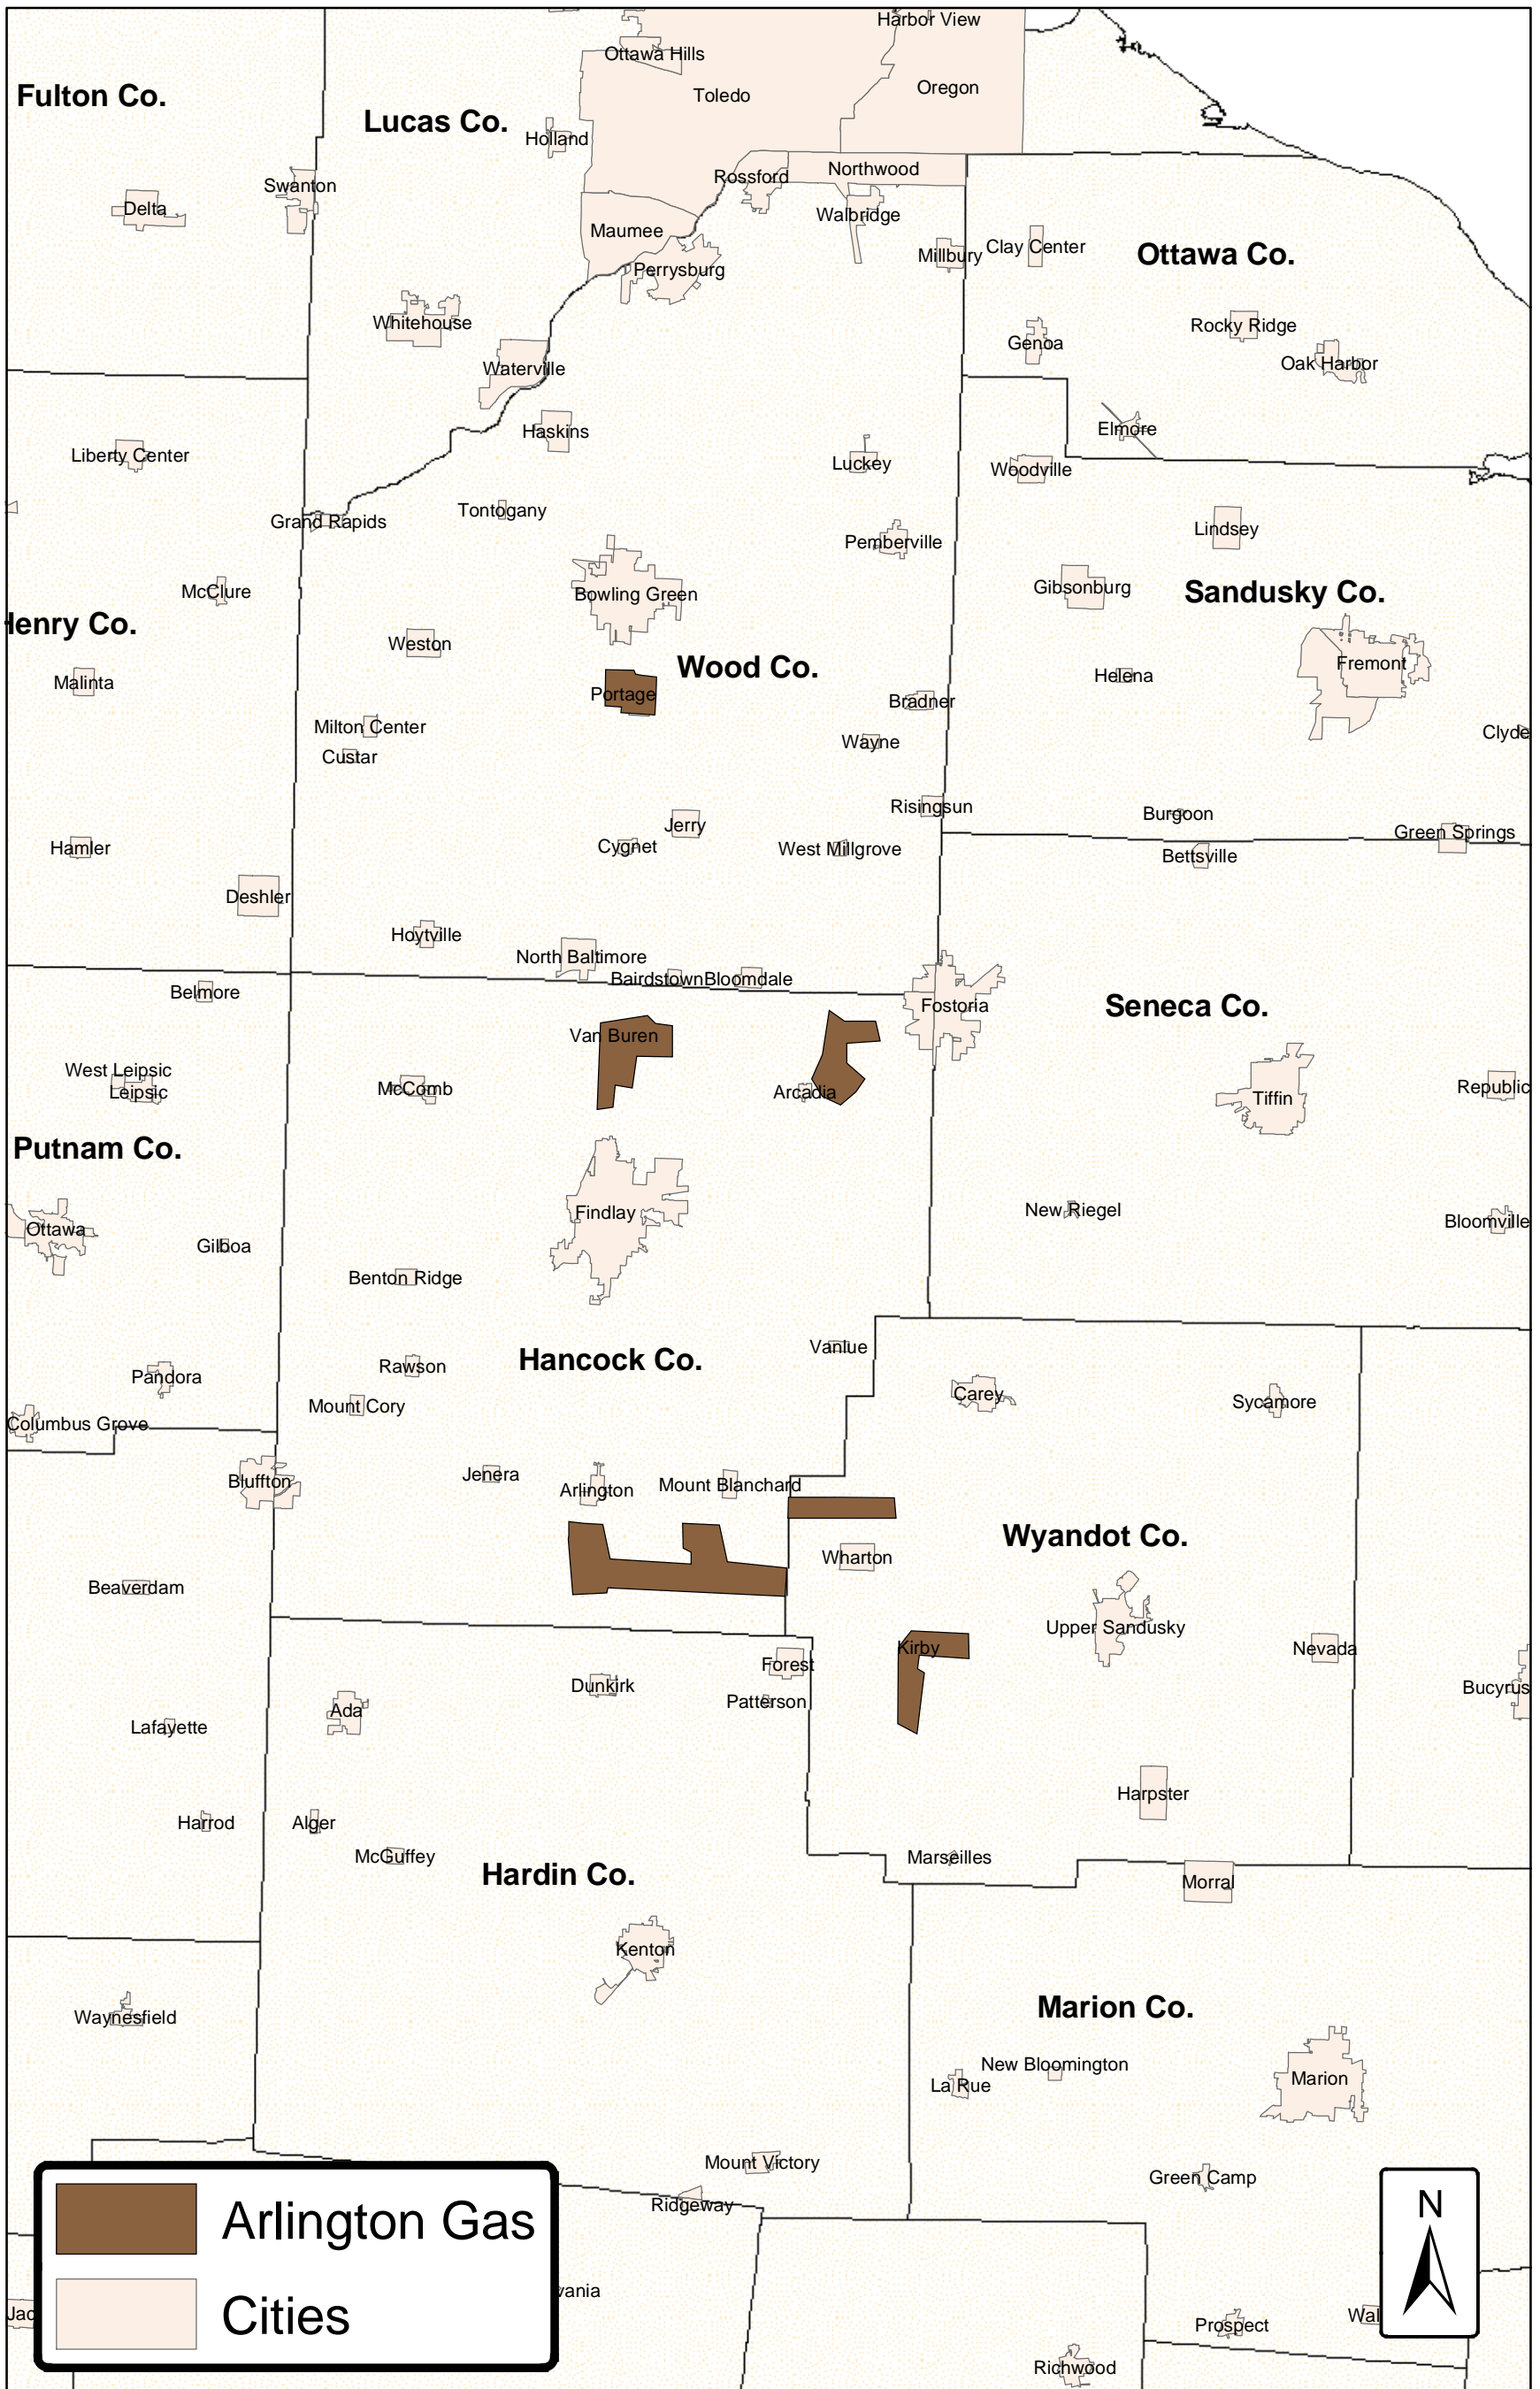 Harbor View
Ottawa Hills
Toledo
Oregon
Fulton Co.
Lucas Co.
Holland
Northwood
Rossford
Swanton
Delta
Walbridge
Maumee
Millbury
Clay Center
Ottawa Co.
Perrysburg
Whitehouse
Rocky Ridge
Genoa
Oak Harbor
Waterville
Haskins
Elmore
Liberty Center
Luckey
Woodville
Tontogany
Grand Rapids
Lindsey
Pemberville
McClure
Bowling Green
Gibsonburg
Sandusky Co.
Henry Co.
Weston
Wood Co.
Fremont
Malinta
Portage
Helena
Bradner
Milton Center
Clyde
Wayne
Custar
Risingsun
Burgoon
Jerry
Green Springs
Hamler
Cygnet
West Millgrove
Bettsville
Deshler
Hoytville
North Baltimore
Bairdstown
Bloomdale
Belmore
Fostoria
Seneca Co.
Van Buren
West Leipsic
Leipsic
McComb
Arcadia
Tiffin
Republic
Putnam Co.
Findlay
New Riegel
Bloomville
Ottawa
Gilboa
Benton Ridge
Vanlue
Hancock Co.
Rawson
Pandora
Carey
Sycamore
Mount Cory
Columbus Grove
Bluffton
Jenera
Arlington
Mount Blanchard
Wyandot Co.
Wharton
Beaverdam
Upper Sandusky
Kirby
Nevada
Forest
Dunkirk
Patterson
Bucyrus
Ada
Lafayette
Harpster
Harrod
Alger
McGuffey
Marseilles
Hardin Co.
Morral
Kenton
Waynesfield
Marion Co.
New Bloomington
La Rue
Marion
Mount Victory
Green Camp
Ridgeway
N
Arlington Gas
Cities
vania
Jac
Prospect
Wal
Richwood